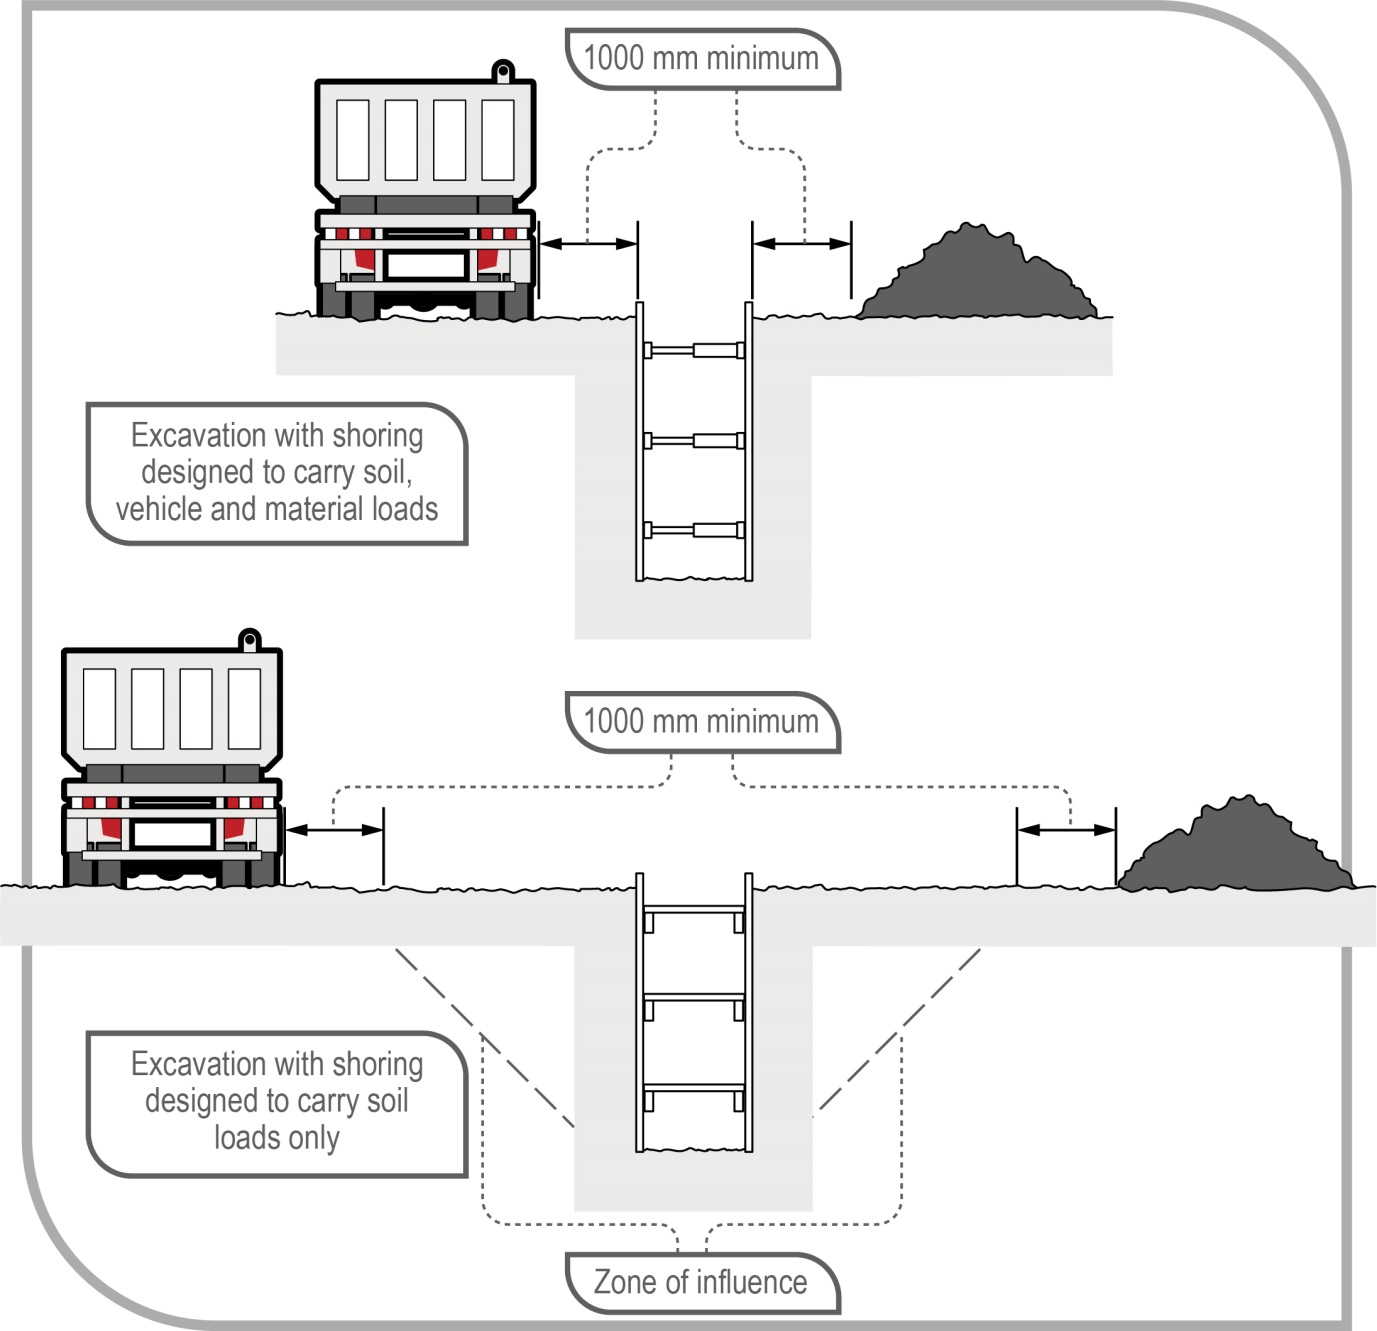 1000 mm minimum
Excavation with shoring
designed to carry soil,
vehicle and material loads
1000 mm minimum
Excavation with shoring
designed to carry soil
loads only
Zone of influence